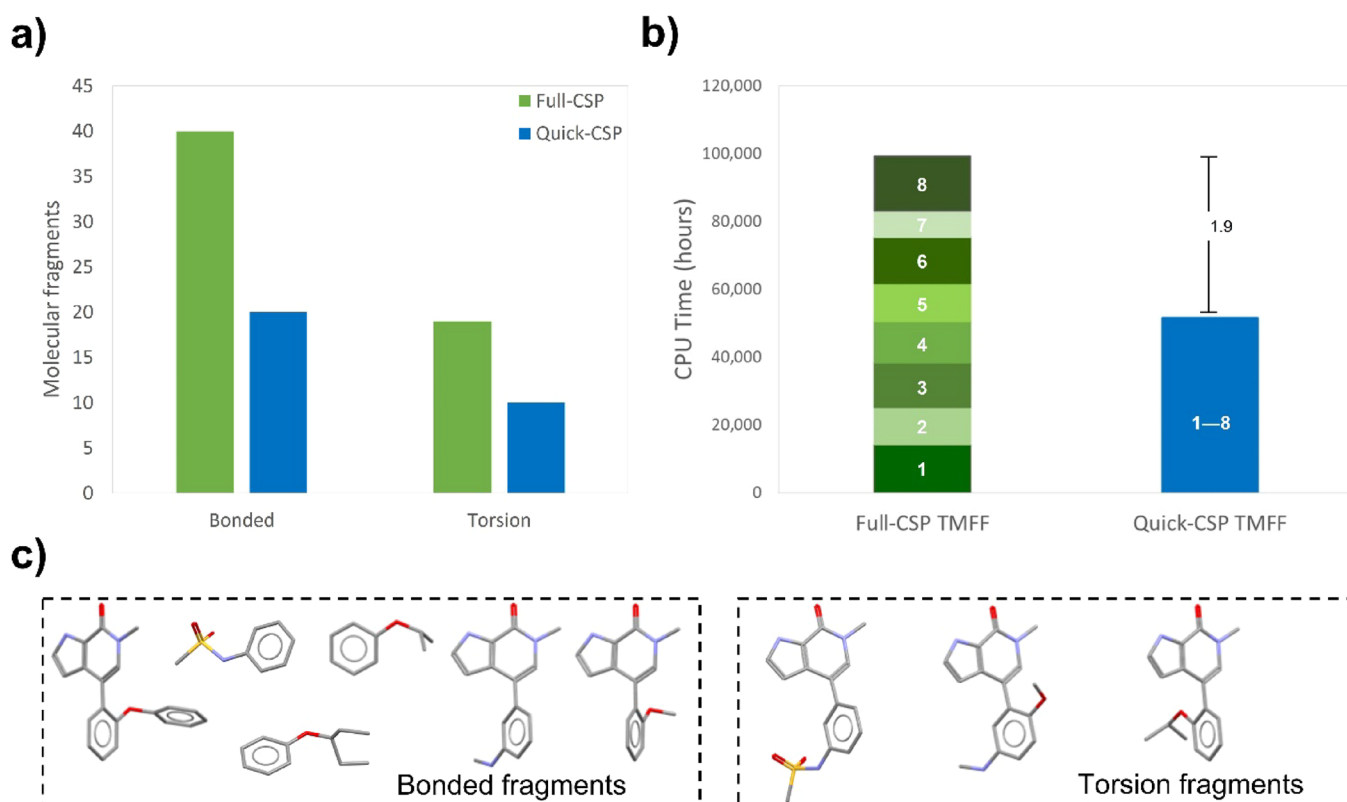 a)
Molecular fragments
45
40
35
30
25
20
15
10
5
0
Full-CSP
Quick-CSP
Bonded
Torsion
b)
CPU Time (hours)
120,000
100,000
80,000
60,000
40,000
20,000
0
8
7
6
5
4
3
2
1
1.9
1—8
Full-CSP TMFF
Quick-CSP TMFF
c)
Bonded fragments
Torsion fragments